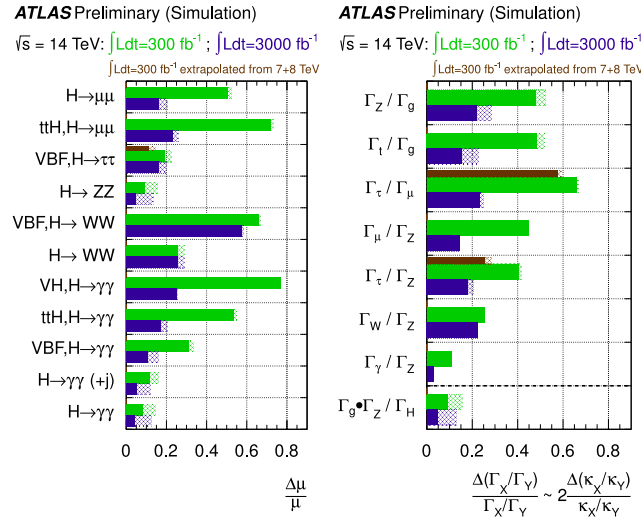 ATLAS Preliminary (Simulation)
√s = 14 TeV: ∫Ldt=300 fb⁻¹ ; ∫Ldt=3000 fb⁻¹
∫Ldt=300 fb⁻¹ extrapolated from 7+8 TeV
H→μμ
ttH,H→μμ
VBF,H→ττ
H→ ZZ
VBF,H→ WW
H→ WW
VH,H→γγ
ttH,H→γγ
VBF,H→γγ
H→γγ (+j)
H→γγ
0 0.2 0.4 0.6 0.8
Δμ
μ
ATLAS Preliminary (Simulation)
√s = 14 TeV: ∫Ldt=300 fb⁻¹ ; ∫Ldt=3000 fb⁻¹
∫Ldt=300 fb⁻¹ extrapolated from 7+8 TeV
Γ_Z / Γ_g
Γ_t / Γ_g
Γ_τ / Γ_μ
Γ_μ / Γ_Z
Γ_τ / Γ_Z
Γ_W / Γ_Z
Γ_γ / Γ_Z
Γ_g•Γ_Z / Γ_H
0 0.2 0.4 0.6 0.8
Δ(Γ_X/Γ_Y) ~ 2 Δ(κ_X/κ_Y)
Γ_X/Γ_Y κ_X/κ_Y